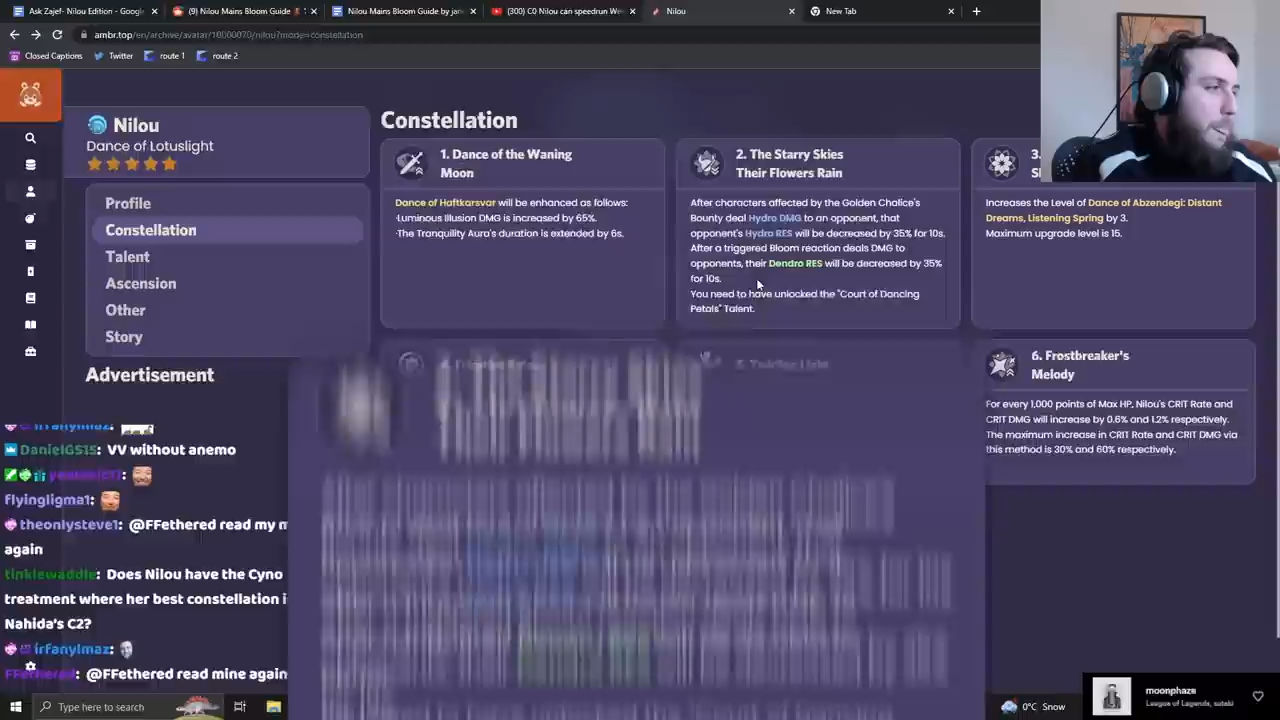 Ask Zajef- Nilou Edition - Google
(9) Nilou Mains Bloom Guide
Nilou Mains Bloom Guide by jam
(300) C0 Nilou can speedrun We
Nilou
New Tab
ambr.top/en/archive/avatar/10000070/nilou?mode=constellation
Closed Captions
Twitter
route 1
route 2
Nilou
Dance of Lotuslight
Profile
Constellation
Talent
Ascension
Other
Story
Advertisement
Constellation
1. Dance of the Waning
Moon
Dance of Haftkarsvar will be enhanced as follows:
·Luminous Illusion DMG is increased by 65%.
·The Tranquility Aura's duration is extended by 6s.
2. The Starry Skies
Their Flowers Rain
After characters affected by the Golden Chalice's
Bounty deal Hydro DMG to an opponent, that
opponent's Hydro RES will be decreased by 35% for 10s.
After a triggered Bloom reaction deals DMG to
opponents, their Dendro RES will be decreased by 35%
for 10s.
You need to have unlocked the "Court of Dancing
Petals" Talent.
3.
Increases the Level of Dance of Abzendegi: Distant
Dreams, Listening Spring by 3.
Maximum upgrade level is 15.
6. Frostbreaker's
Melody
For every 1,000 points of Max HP, Nilou's CRIT Rate and
CRIT DMG will increase by 0.6% and 1.2% respectively.
The maximum increase in CRIT Rate and CRIT DMG via
this method is 30% and 60% respectively.
DanielGS15: VV without anemo
flyingligma1:
theonlysteve1: @FFethered read my m
again
tinklewaddle: Does Nilou have the Cyno
treatment where her best constellation i
Nahida's C2?
irfanylmaz:
FFethered: @FFethered read mine again
Type here to search
0°C Snow
moonphaze
League of Legends, sutaki